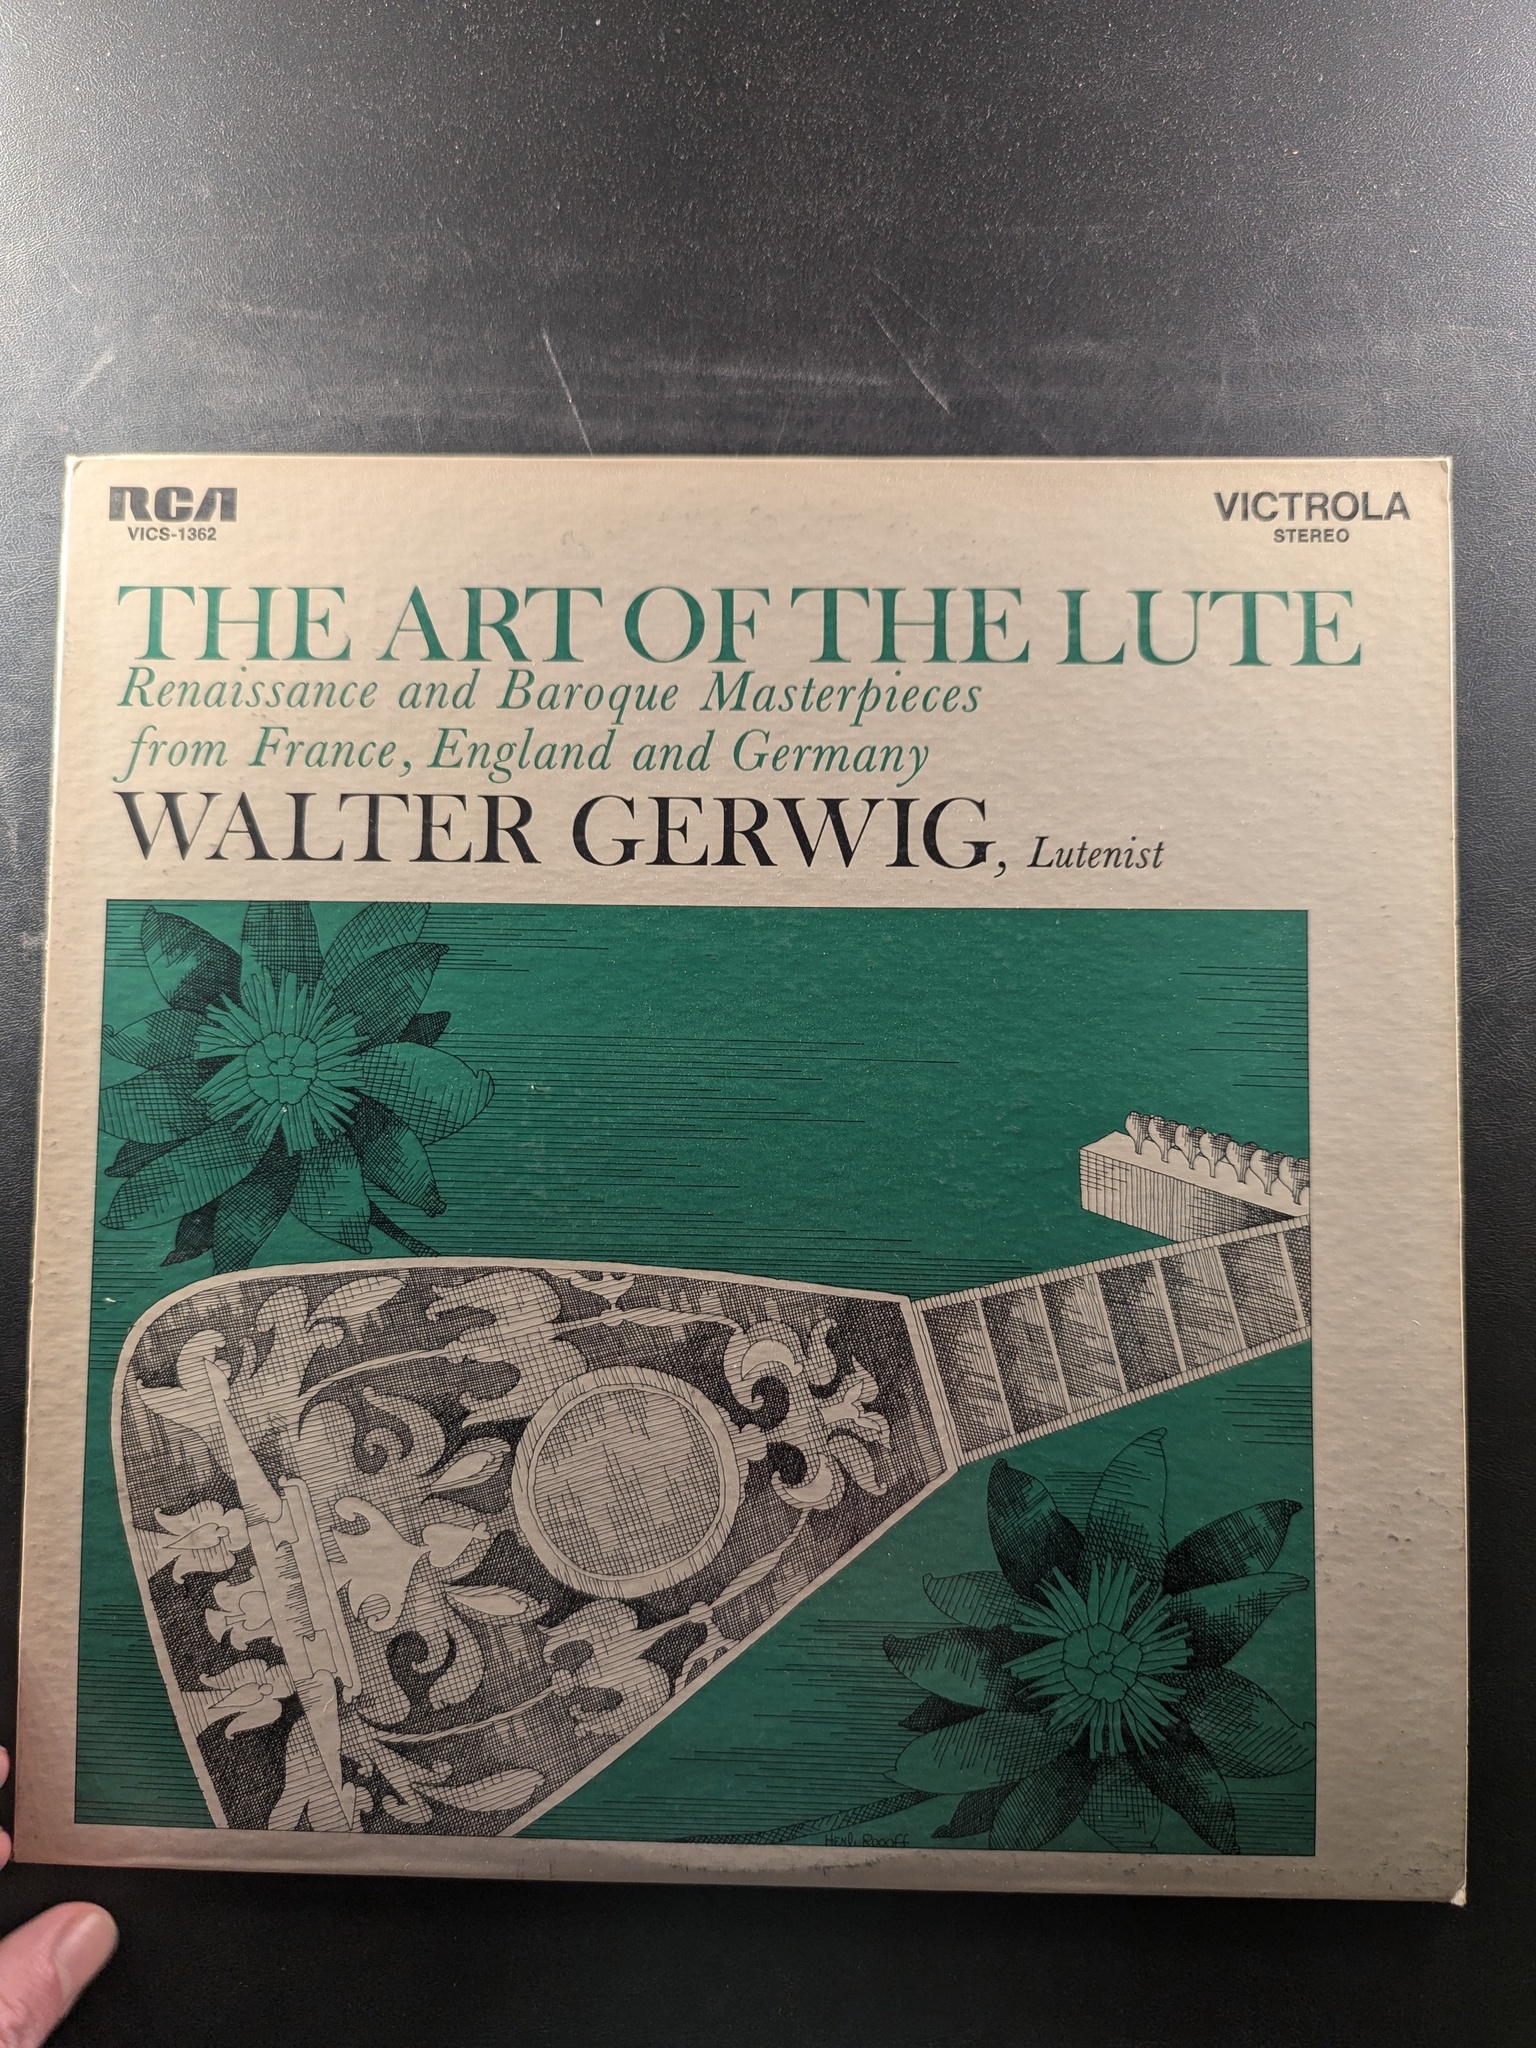 RCA
VICS-1362
VICTROLA
STEREO
THE ART OF THE LUTE
Renaissance and Baroque Masterpieces
from France, England and Germany
WALTER GERWIG, Lutenist